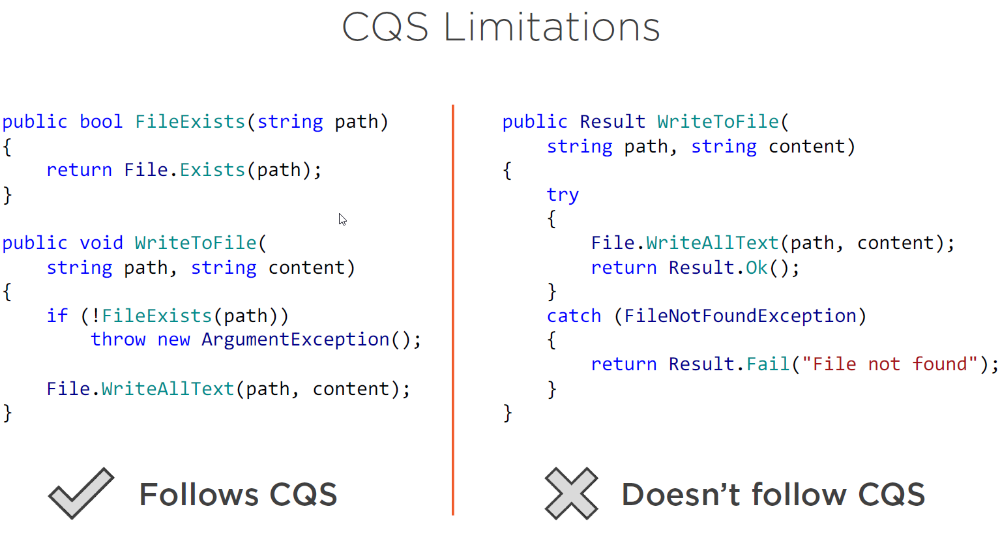 CQS Limitations
public bool FileExists(string path)
{
    return File.Exists(path);
}
public void WriteToFile(
    string path, string content)
{
    if (!FileExists(path))
        throw new ArgumentException();
    File.WriteAllText(path, content);
}
Follows CQS
public Result WriteToFile(
    string path, string content)
{
    try
    {
        File.WriteAllText(path, content);
        return Result.Ok();
    }
    catch (FileNotFoundException)
    {
        return Result.Fail("File not found");
    }
}
Doesn’t follow CQS